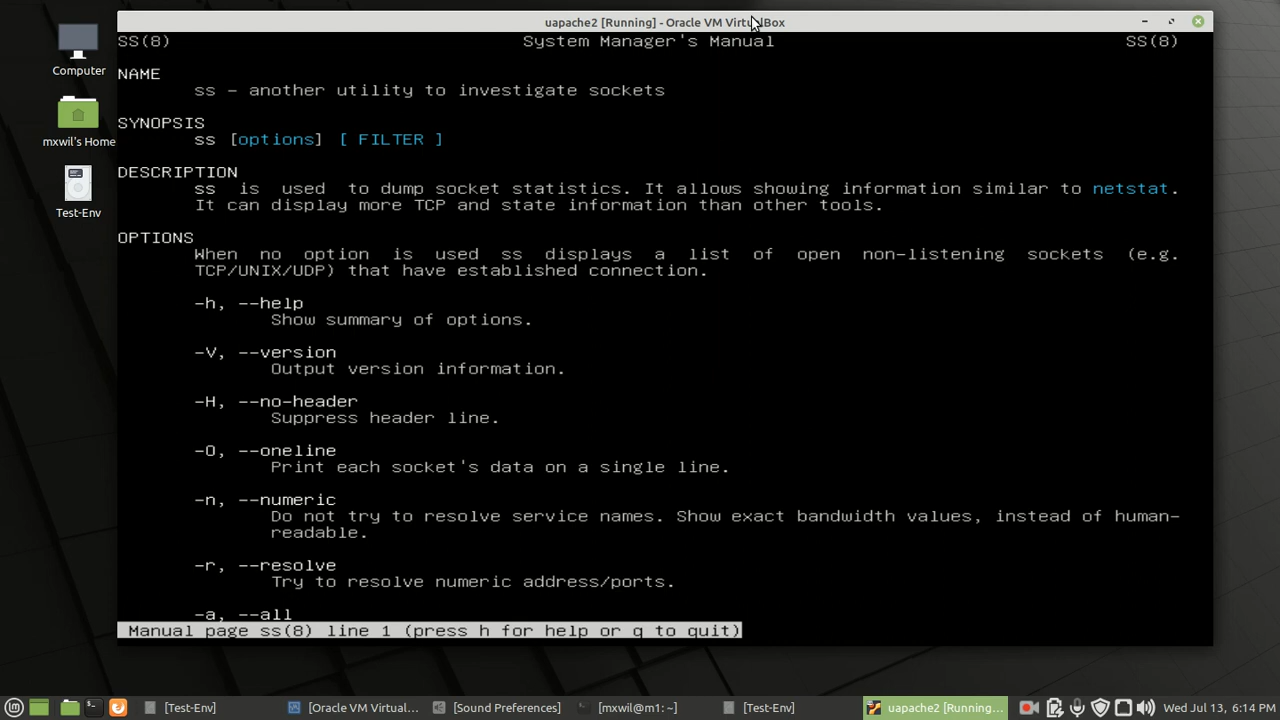 uapache2 [Running] - Oracle VM VirtualBox
Computer
mxwil's Home
Test-Env
SS(8) System Manager's Manual SS(8)
NAME
ss - another utility to investigate sockets
SYNOPSIS
ss [options] [ FILTER ]
DESCRIPTION
ss is used to dump socket statistics. It allows showing information similar to netstat.
It can display more TCP and state information than other tools.
OPTIONS
When no option is used ss displays a list of open non-listening sockets (e.g.
TCP/UNIX/UDP) that have established connection.
-h, --help
Show summary of options.
-V, --version
Output version information.
-H, --no-header
Suppress header line.
-O, --oneline
Print each socket's data on a single line.
-n, --numeric
Do not try to resolve service names. Show exact bandwidth values, instead of human-
readable.
-r, --resolve
Try to resolve numeric address/ports.
-a, --all
Manual page ss(8) line 1 (press h for help or q to quit)
[Test-Env] [Oracle VM Virtual... [Sound Preferences] [mxwil@m1:~] [Test-Env] uapache2 [Running... Wed Jul 13, 6:14 PM